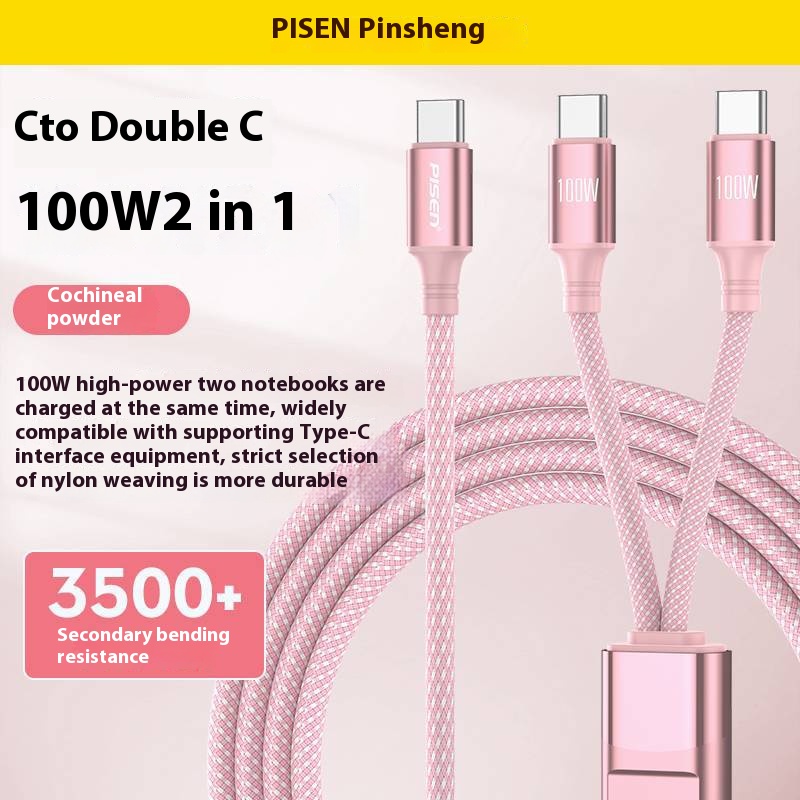 PISEN Pinsheng
Cto Double C
100W2 in 1
Cochineal
powder
100W high-power two notebooks are
charged at the same time, widely
compatible with supporting Type-C
interface equipment, strict selection
of nylon weaving is more durable
3500+
Secondary bending
resistance
PISEN
100W
100W